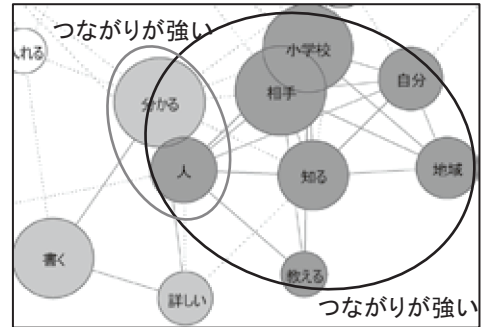 つながりが強い
小学校
入れる
自分
分かる
相手
人
知る
地域
書く
教える
詳しい
つながりが強い